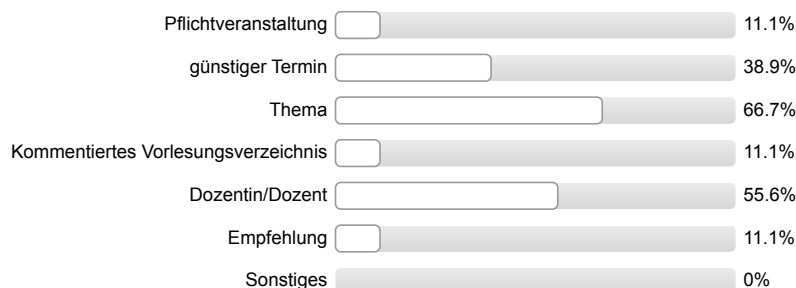 Pflichtveranstaltung 11.1%
günstiger Termin 38.9%
Thema 66.7%
Kommentiertes Vorlesungsverzeichnis 11.1%
Dozentin/Dozent 55.6%
Empfehlung 11.1%
Sonstiges 0%